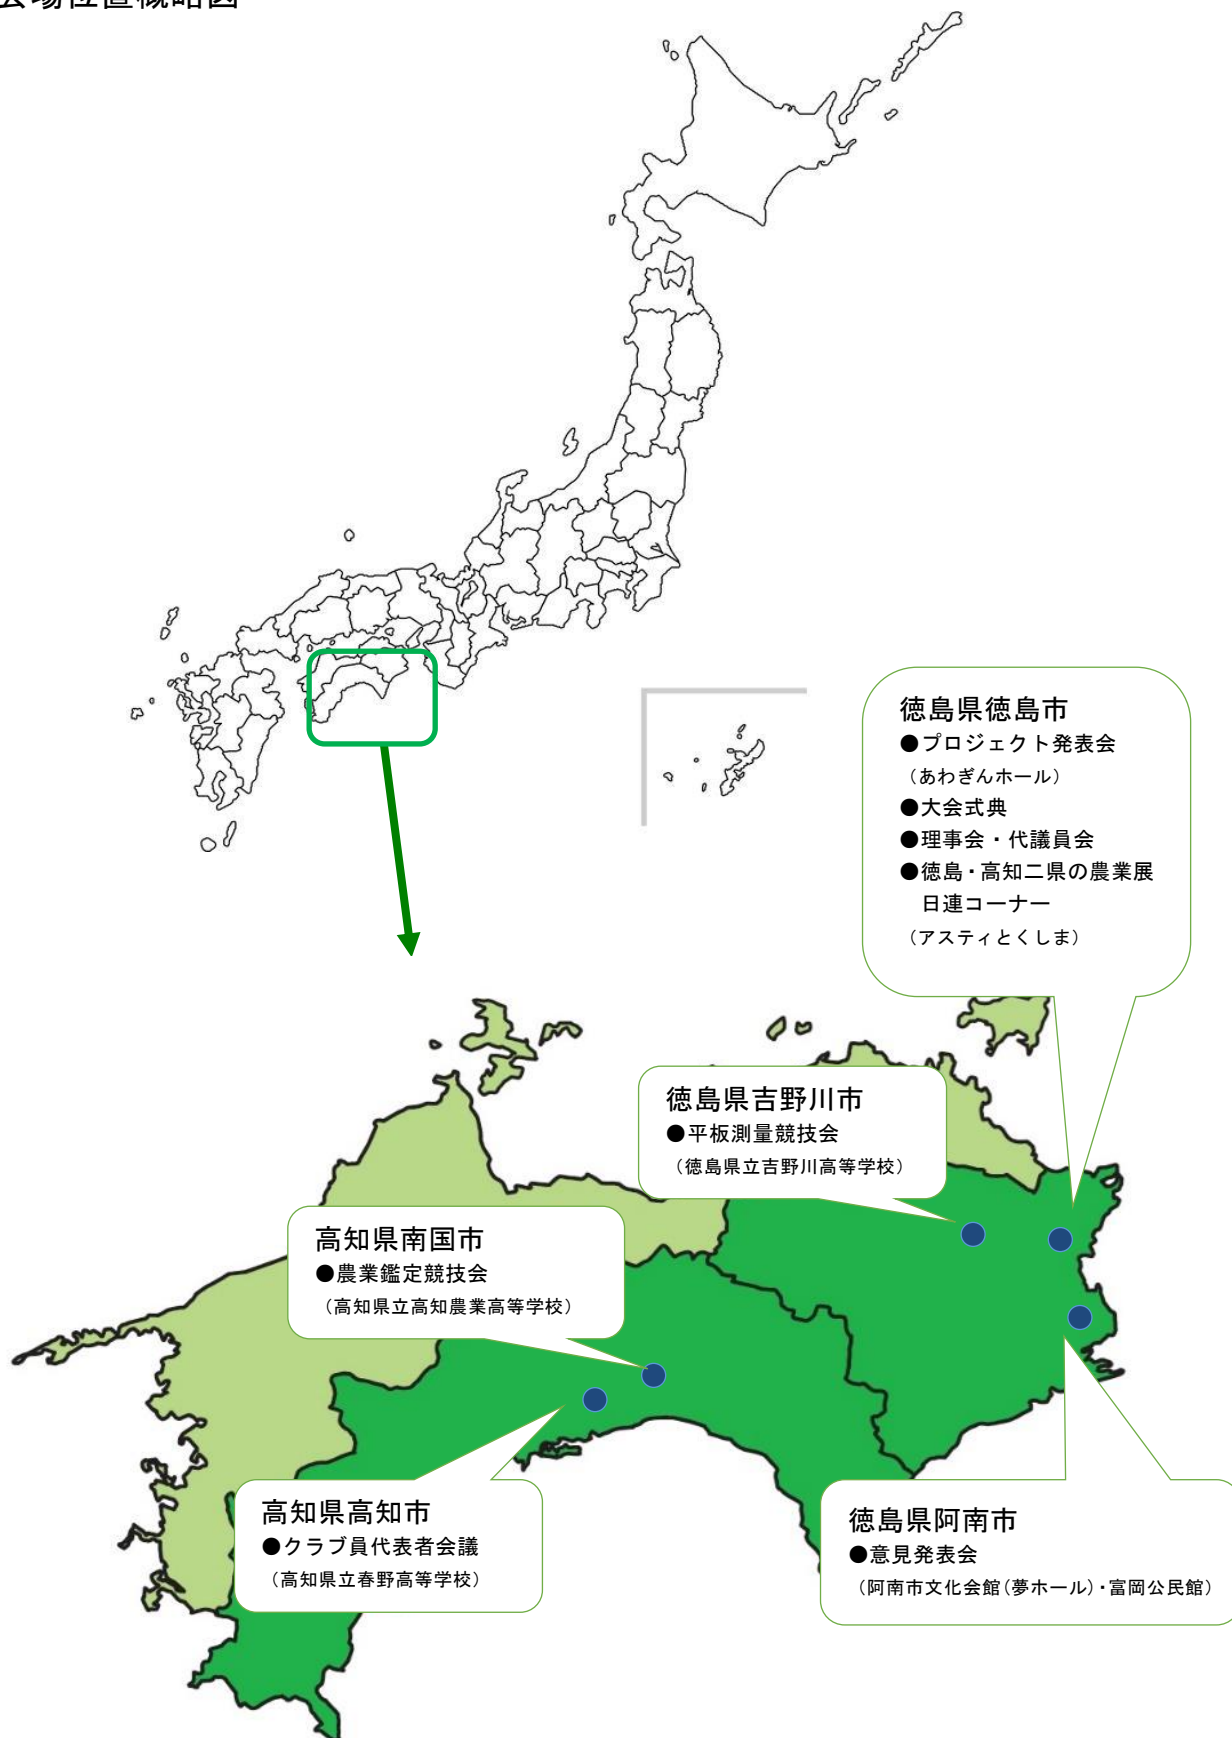 会場位置概略図
徳島県徳島市
●プロジェクト発表会
（あわぎんホール）
●大会式典
●理事会・代議員会
●徳島・高知二県の農業展
日連コーナー
（アスティとくしま）
徳島県吉野川市
●平板測量競技会
（徳島県立吉野川高等学校）
高知県南国市
●農業鑑定競技会
（高知県立高知農業高等学校）
高知県高知市
●クラブ員代表者会議
（高知県立春野高等学校）
徳島県阿南市
●意見発表会
（阿南市文化会館（夢ホール）・富岡公民館）